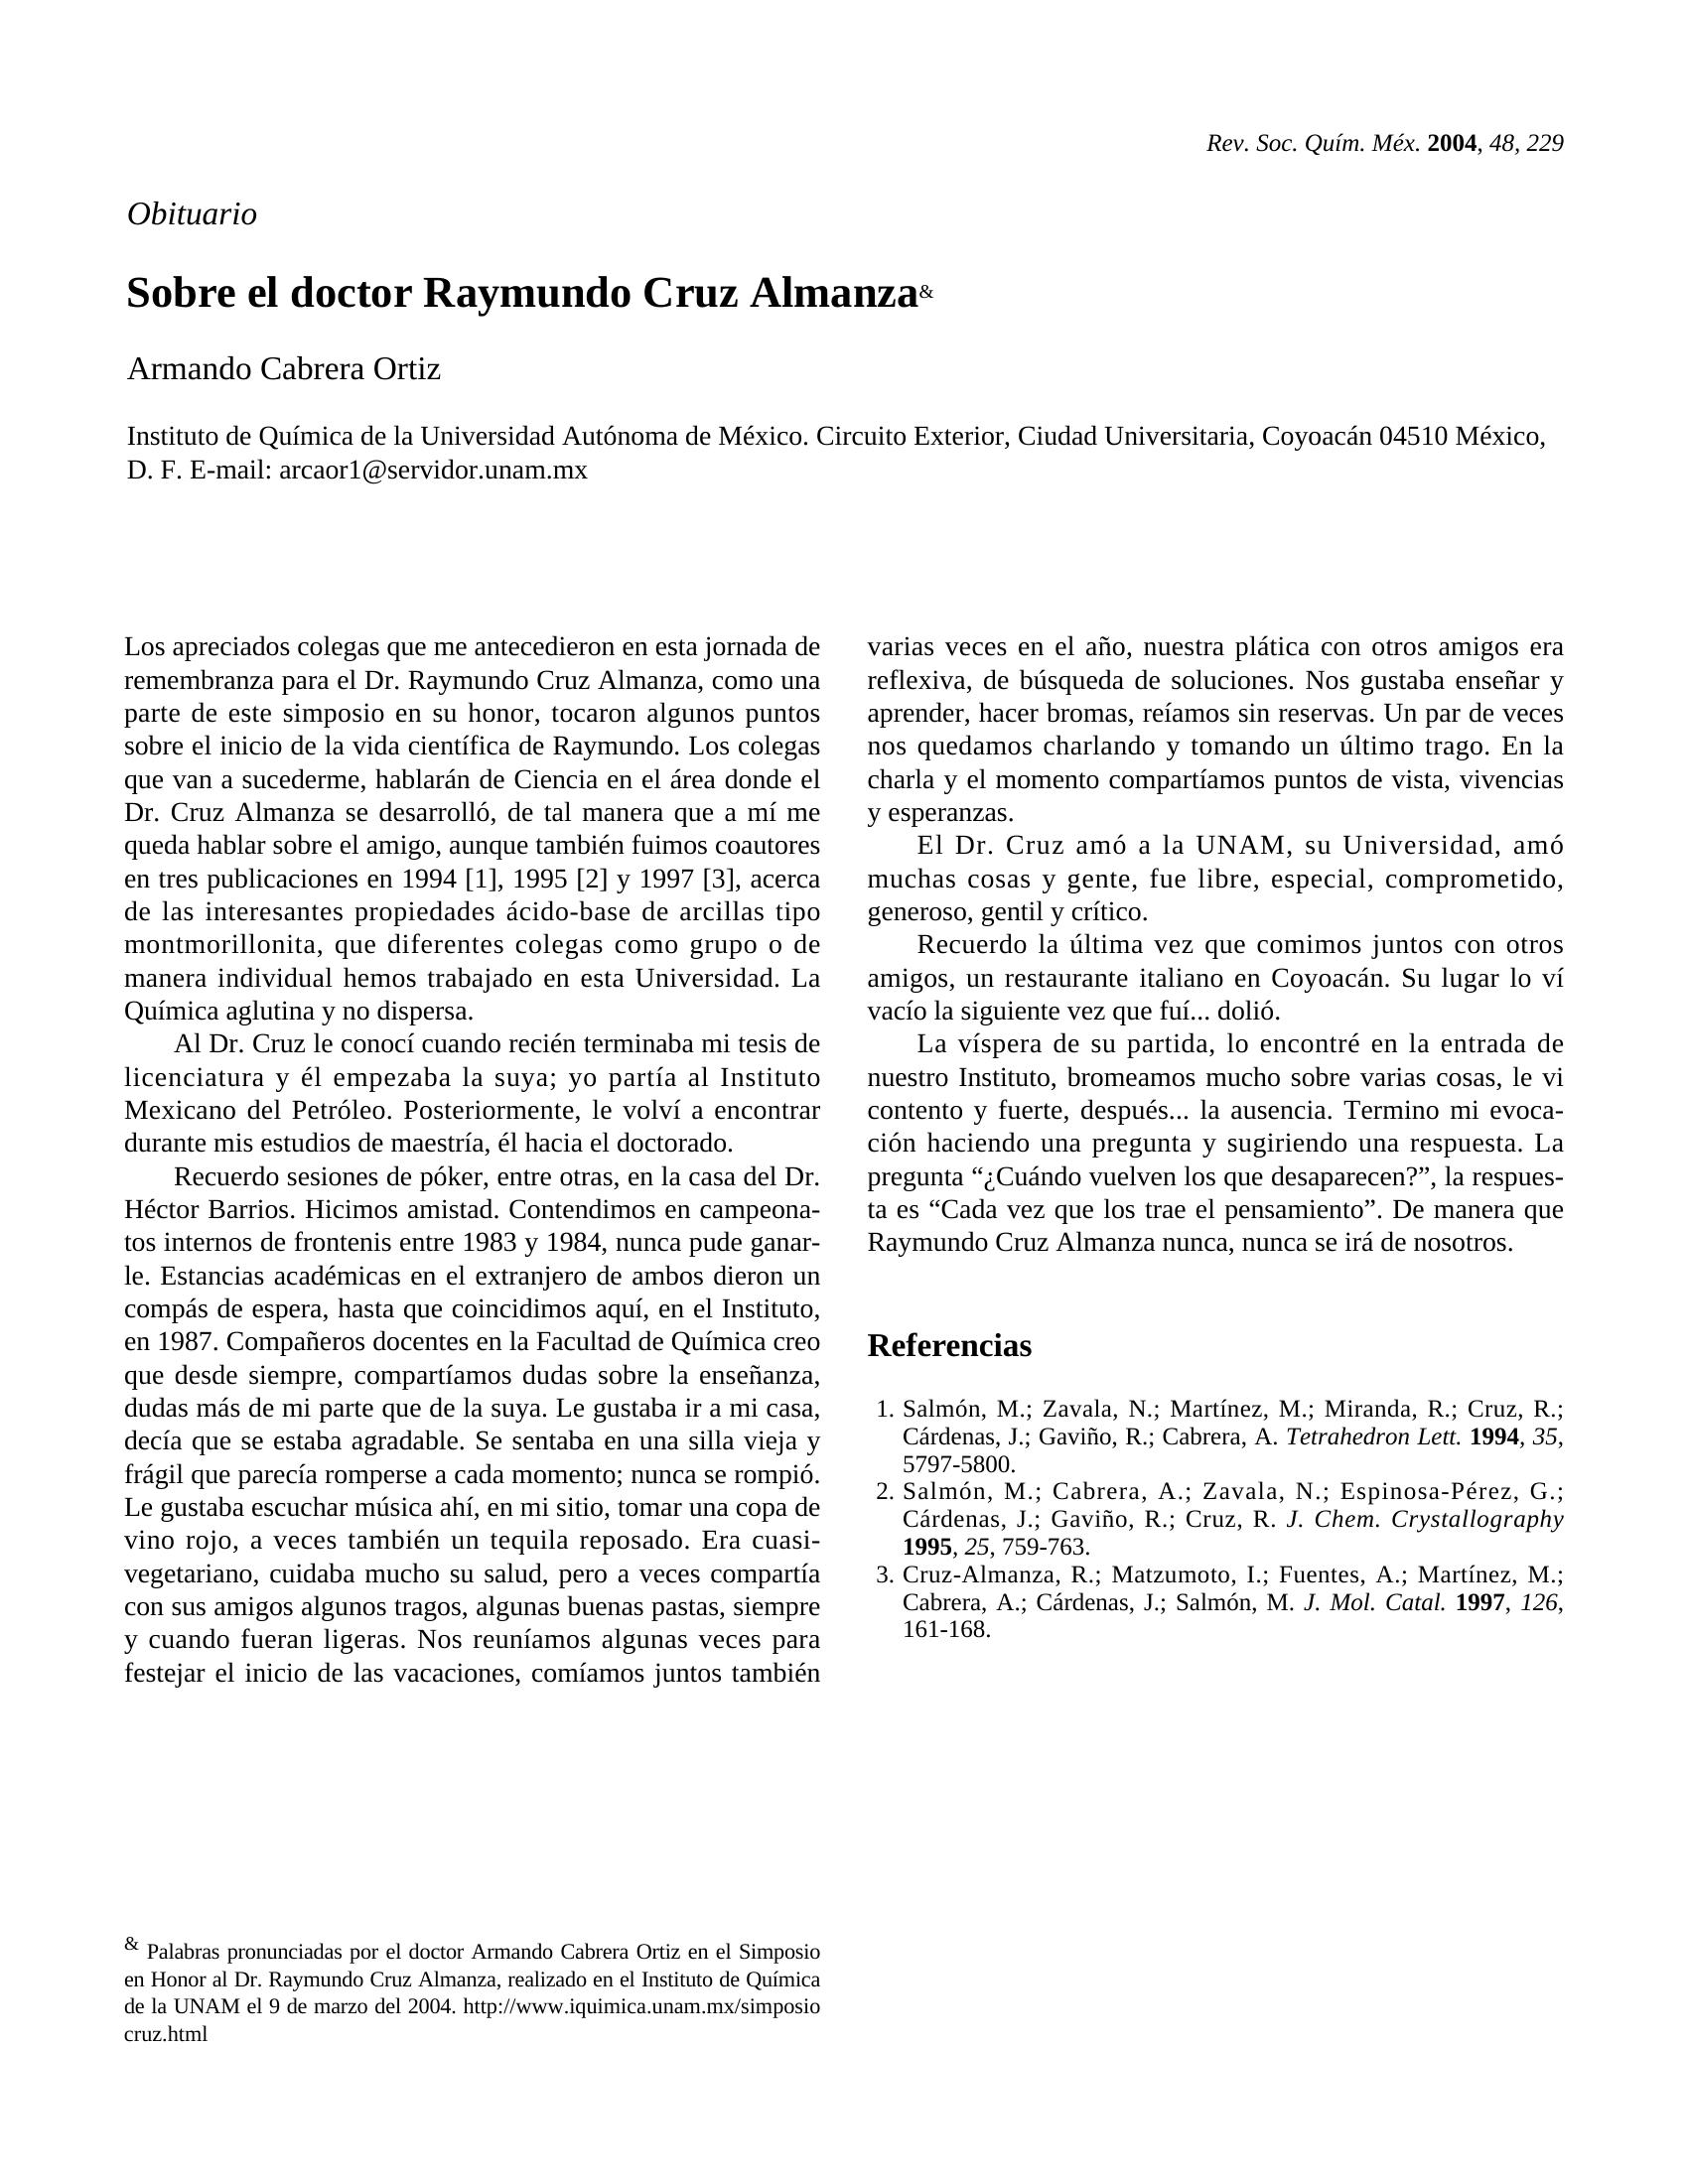 Rev. Soc. Quím. Méx. 2004, 48, 229
Obituario
Sobre el doctor Raymundo Cruz Almanza&
Armando Cabrera Ortiz
Instituto de Química de la Universidad Autónoma de México. Circuito Exterior, Ciudad Universitaria, Coyoacán 04510 México,
D. F. E-mail: arcaor1@servidor.unam.mx
Los apreciados colegas que me antecedieron en esta jornada de
remembranza para el Dr. Raymundo Cruz Almanza, como una
parte de este simposio en su honor, tocaron algunos puntos
sobre el inicio de la vida científica de Raymundo. Los colegas
que van a sucederme, hablarán de Ciencia en el área donde el
Dr. Cruz Almanza se desarrolló, de tal manera que a mí me
queda hablar sobre el amigo, aunque también fuimos coautores
en tres publicaciones en 1994 [1], 1995 [2] y 1997 [3], acerca
de las interesantes propiedades ácido-base de arcillas tipo
montmorillonita, que diferentes colegas como grupo o de
manera individual hemos trabajado en esta Universidad. La
Química aglutina y no dispersa.
Al Dr. Cruz le conocí cuando recién terminaba mi tesis de
licenciatura y él empezaba la suya; yo partía al Instituto
Mexicano del Petróleo. Posteriormente, le volví a encontrar
durante mis estudios de maestría, él hacia el doctorado.
Recuerdo sesiones de póker, entre otras, en la casa del Dr.
Héctor Barrios. Hicimos amistad. Contendimos en campeona-
tos internos de frontenis entre 1983 y 1984, nunca pude ganar-
le. Estancias académicas en el extranjero de ambos dieron un
compás de espera, hasta que coincidimos aquí, en el Instituto,
en 1987. Compañeros docentes en la Facultad de Química creo
que desde siempre, compartíamos dudas sobre la enseñanza,
dudas más de mi parte que de la suya. Le gustaba ir a mi casa,
decía que se estaba agradable. Se sentaba en una silla vieja y
frágil que parecía romperse a cada momento; nunca se rompió.
Le gustaba escuchar música ahí, en mi sitio, tomar una copa de
vino rojo, a veces también un tequila reposado. Era cuasi-
vegetariano, cuidaba mucho su salud, pero a veces compartía
con sus amigos algunos tragos, algunas buenas pastas, siempre
y cuando fueran ligeras. Nos reuníamos algunas veces para
festejar el inicio de las vacaciones, comíamos juntos también
varias veces en el año, nuestra plática con otros amigos era
reflexiva, de búsqueda de soluciones. Nos gustaba enseñar y
aprender, hacer bromas, reíamos sin reservas. Un par de veces
nos quedamos charlando y tomando un último trago. En la
charla y el momento compartíamos puntos de vista, vivencias
y esperanzas.
El Dr. Cruz amó a la UNAM, su Universidad, amó
muchas cosas y gente, fue libre, especial, comprometido,
generoso, gentil y crítico.
Recuerdo la última vez que comimos juntos con otros
amigos, un restaurante italiano en Coyoacán. Su lugar lo ví
vacío la siguiente vez que fuí... dolió.
La víspera de su partida, lo encontré en la entrada de
nuestro Instituto, bromeamos mucho sobre varias cosas, le vi
contento y fuerte, después... la ausencia. Termino mi evoca-
ción haciendo una pregunta y sugiriendo una respuesta. La
pregunta “¿Cuándo vuelven los que desaparecen?”, la respues-
ta es “Cada vez que los trae el pensamiento”. De manera que
Raymundo Cruz Almanza nunca, nunca se irá de nosotros.
Referencias
1. Salmón, M.; Zavala, N.; Martínez, M.; Miranda, R.; Cruz, R.;
Cárdenas, J.; Gaviño, R.; Cabrera, A. Tetrahedron Lett. 1994, 35,
5797-5800.
2. Salmón, M.; Cabrera, A.; Zavala, N.; Espinosa-Pérez, G.;
Cárdenas, J.; Gaviño, R.; Cruz, R. J. Chem. Crystallography
1995, 25, 759-763.
3. Cruz-Almanza, R.; Matzumoto, I.; Fuentes, A.; Martínez, M.;
Cabrera, A.; Cárdenas, J.; Salmón, M. J. Mol. Catal. 1997, 126,
161-168.
& Palabras pronunciadas por el doctor Armando Cabrera Ortiz en el Simposio
en Honor al Dr. Raymundo Cruz Almanza, realizado en el Instituto de Química
de la UNAM el 9 de marzo del 2004. http://www.iquimica.unam.mx/simposio
cruz.html